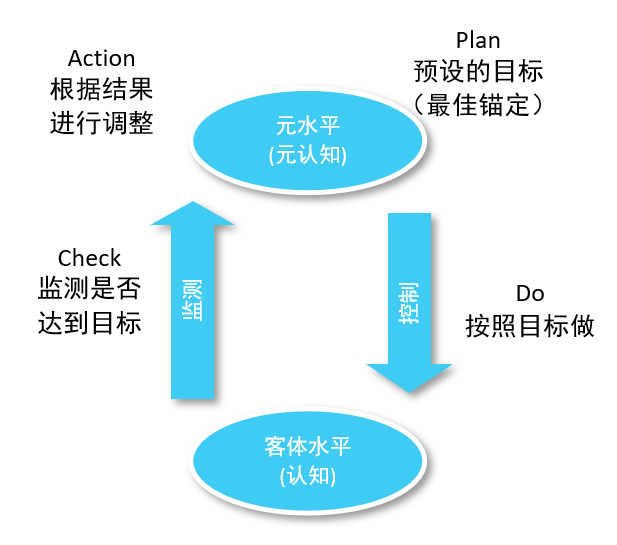 Action
根据结果
进行调整
Plan
预设的目标
（最佳锚定）
元水平
(元认知)
Check
监测是否
达到目标
监测
控制
Do
按照目标做
客体水平
(认知)